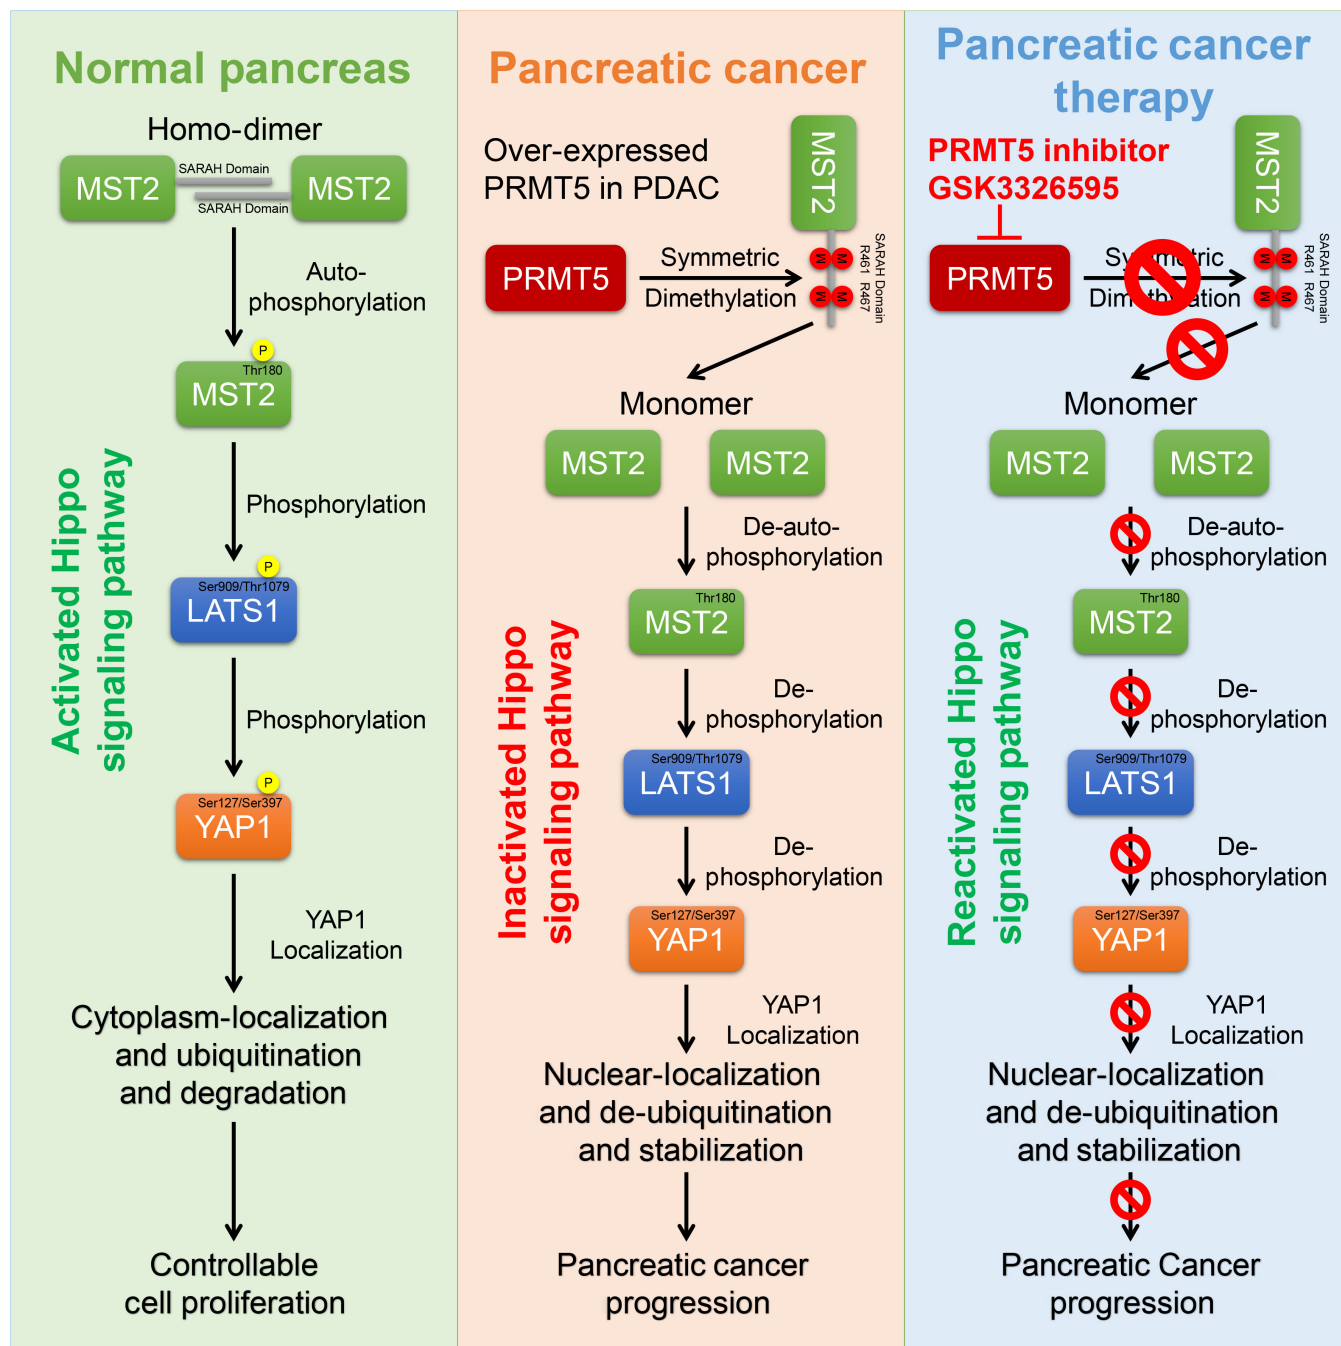 Normal pancreas
Homo-dimer
MST2
SARAH Domain
SARAH Domain
MST2
Auto-
phosphorylation
P
Thr180
MST2
Phosphorylation
P
Ser909/Thr1079
LATS1
Phosphorylation
P
Ser127/Ser397
YAP1
YAP1
Localization
Cytoplasm-localization
and ubiquitination
and degradation
Controllable
cell proliferation
Activated Hippo
signaling pathway
Pancreatic cancer
Over-expressed
PRMT5 in PDAC
MST2
PRMT5
Symmetric
Dimethylation
M M
M M
SARAH Domain
R461 R467
Monomer
MST2
MST2
De-auto-
phosphorylation
Thr180
MST2
De-
phosphorylation
Ser909/Thr1079
LATS1
De-
phosphorylation
Ser127/Ser397
YAP1
YAP1
Localization
Nuclear-localization
and de-ubiquitination
and stabilization
Pancreatic cancer
progression
Inactivated Hippo
signaling pathway
Pancreatic cancer
therapy
PRMT5 inhibitor
GSK3326595
MST2
PRMT5
Symmetric
Dimethylation
M M
M M
SARAH Domain
R461 R467
Monomer
MST2
MST2
De-auto-
phosphorylation
Thr180
MST2
De-
phosphorylation
Ser909/Thr1079
LATS1
De-
phosphorylation
Ser127/Ser397
YAP1
YAP1
Localization
Nuclear-localization
and de-ubiquitination
and stabilization
Pancreatic Cancer
progression
Reactivated Hippo
signaling pathway